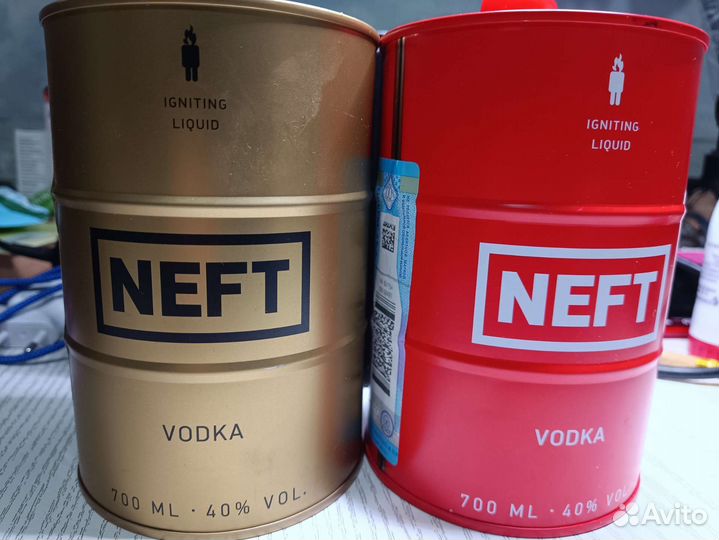 IGNITING
LIQUID
NEFT
VODKA
700 ML · 40% VOL.
IGNITING
LIQUID
NEFT
VODKA
700 ML · 40% VOL.
Avito